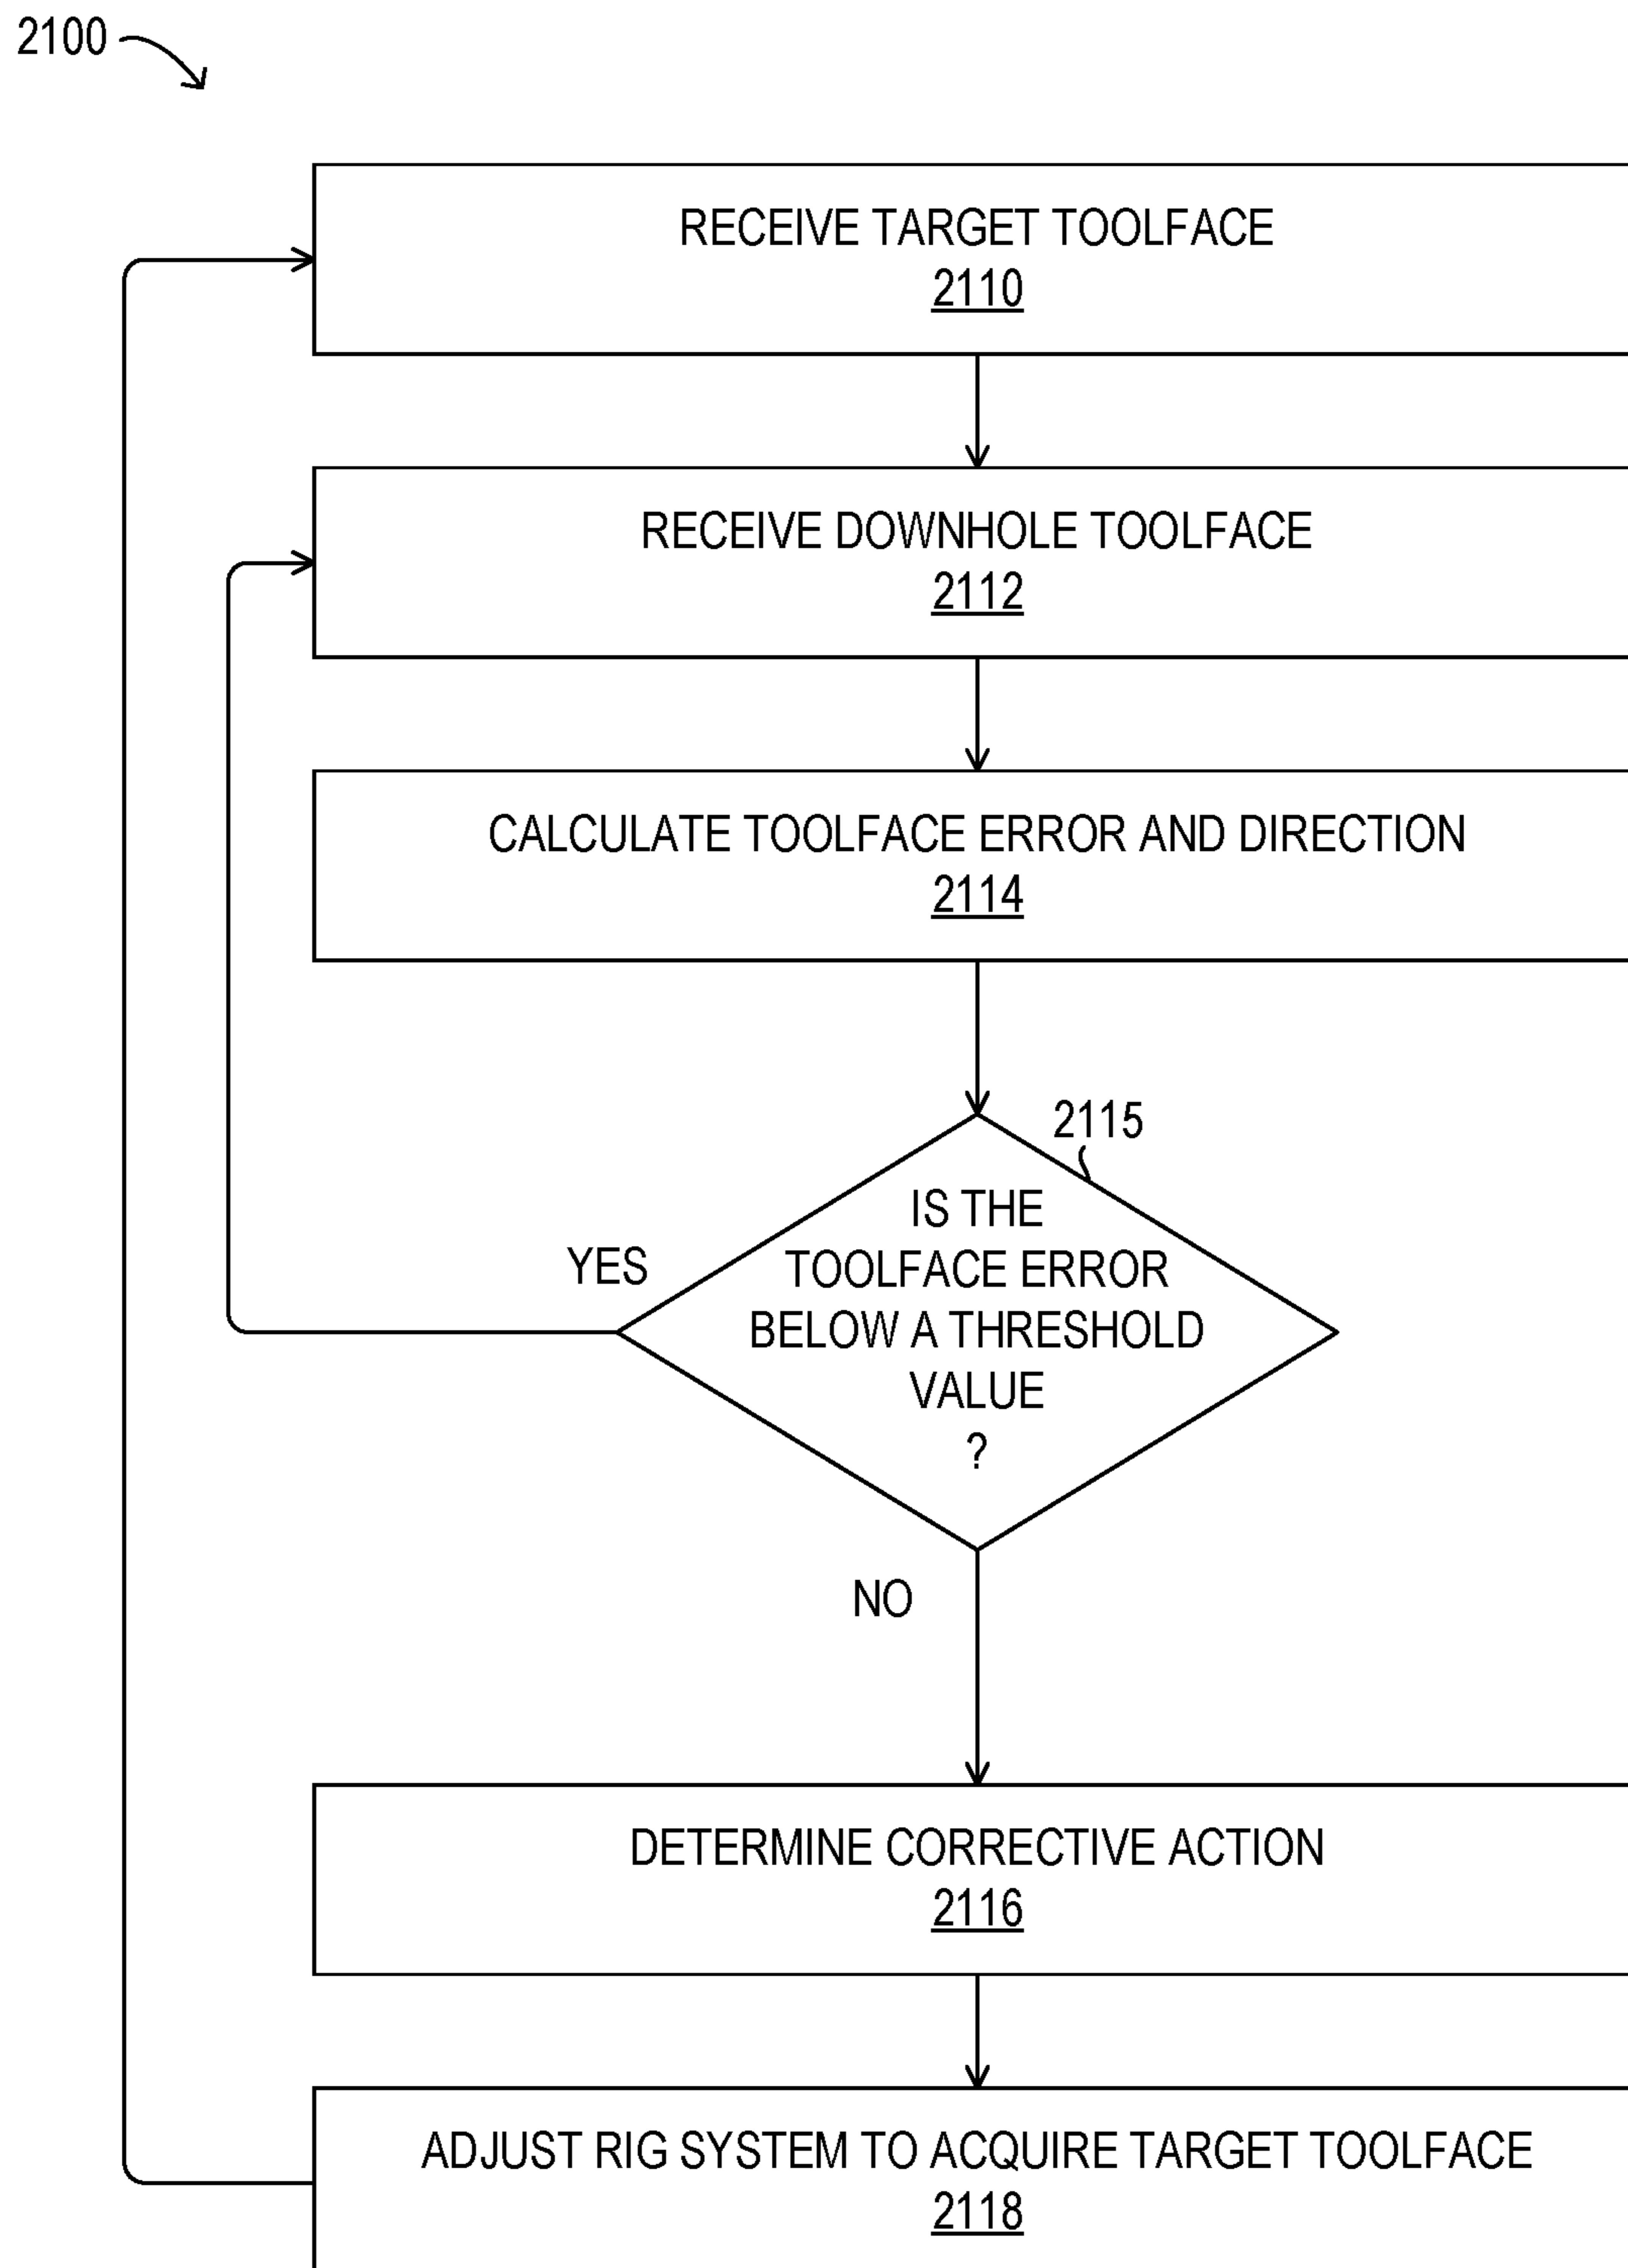 2100
RECEIVE TARGET TOOLFACE
2110
RECEIVE DOWNHOLE TOOLFACE
2112
CALCULATE TOOLFACE ERROR AND DIRECTION
2114
2115
IS THE
TOOLFACE ERROR
BELOW A THRESHOLD
VALUE
?
YES
NO
DETERMINE CORRECTIVE ACTION
2116
ADJUST RIG SYSTEM TO ACQUIRE TARGET TOOLFACE
2118